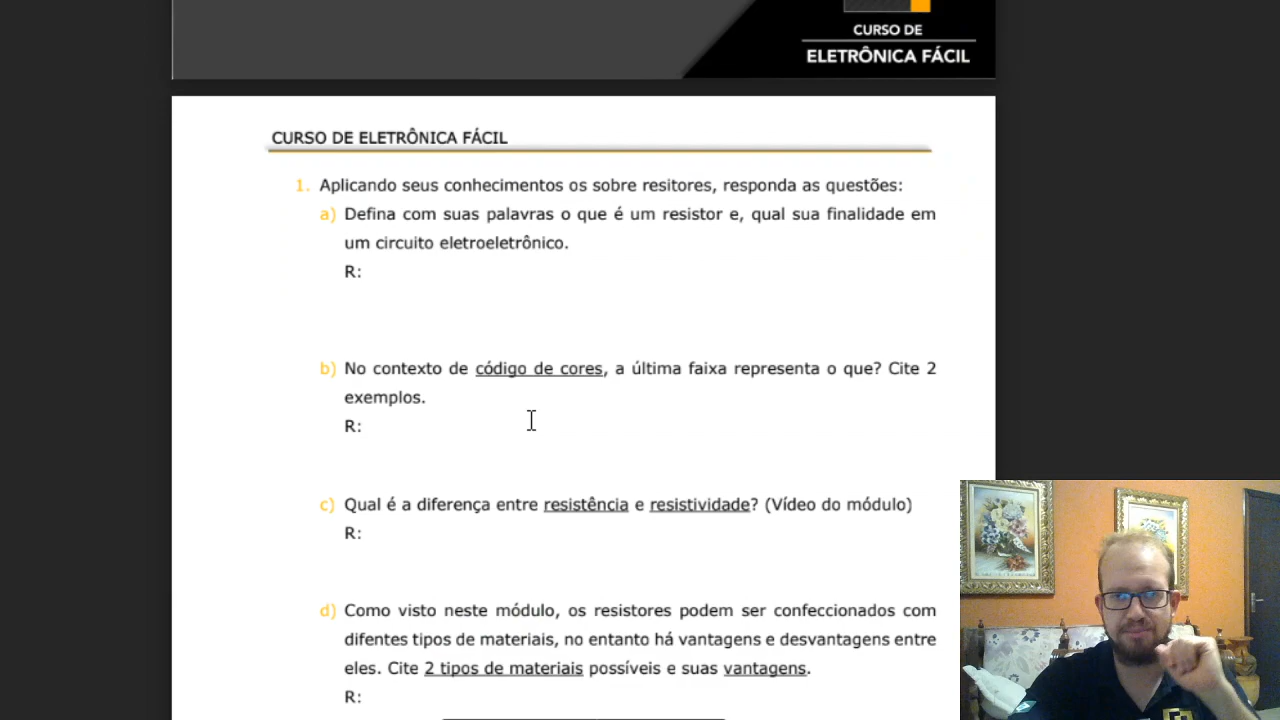 CURSO DE
ELETRÔNICA FÁCIL
CURSO DE ELETRÔNICA FÁCIL
1. Aplicando seus conhecimentos os sobre resitores, responda as questões:
a) Defina com suas palavras o que é um resistor e, qual sua finalidade em
um circuito eletroeletrônico.
R:
b) No contexto de código de cores, a última faixa representa o que? Cite 2
exemplos.
R:
c) Qual é a diferença entre resistência e resistividade? (Vídeo do módulo)
R:
d) Como visto neste módulo, os resistores podem ser confeccionados com
difentes tipos de materiais, no entanto há vantagens e desvantagens entre
eles. Cite 2 tipos de materiais possíveis e suas vantagens.
R: